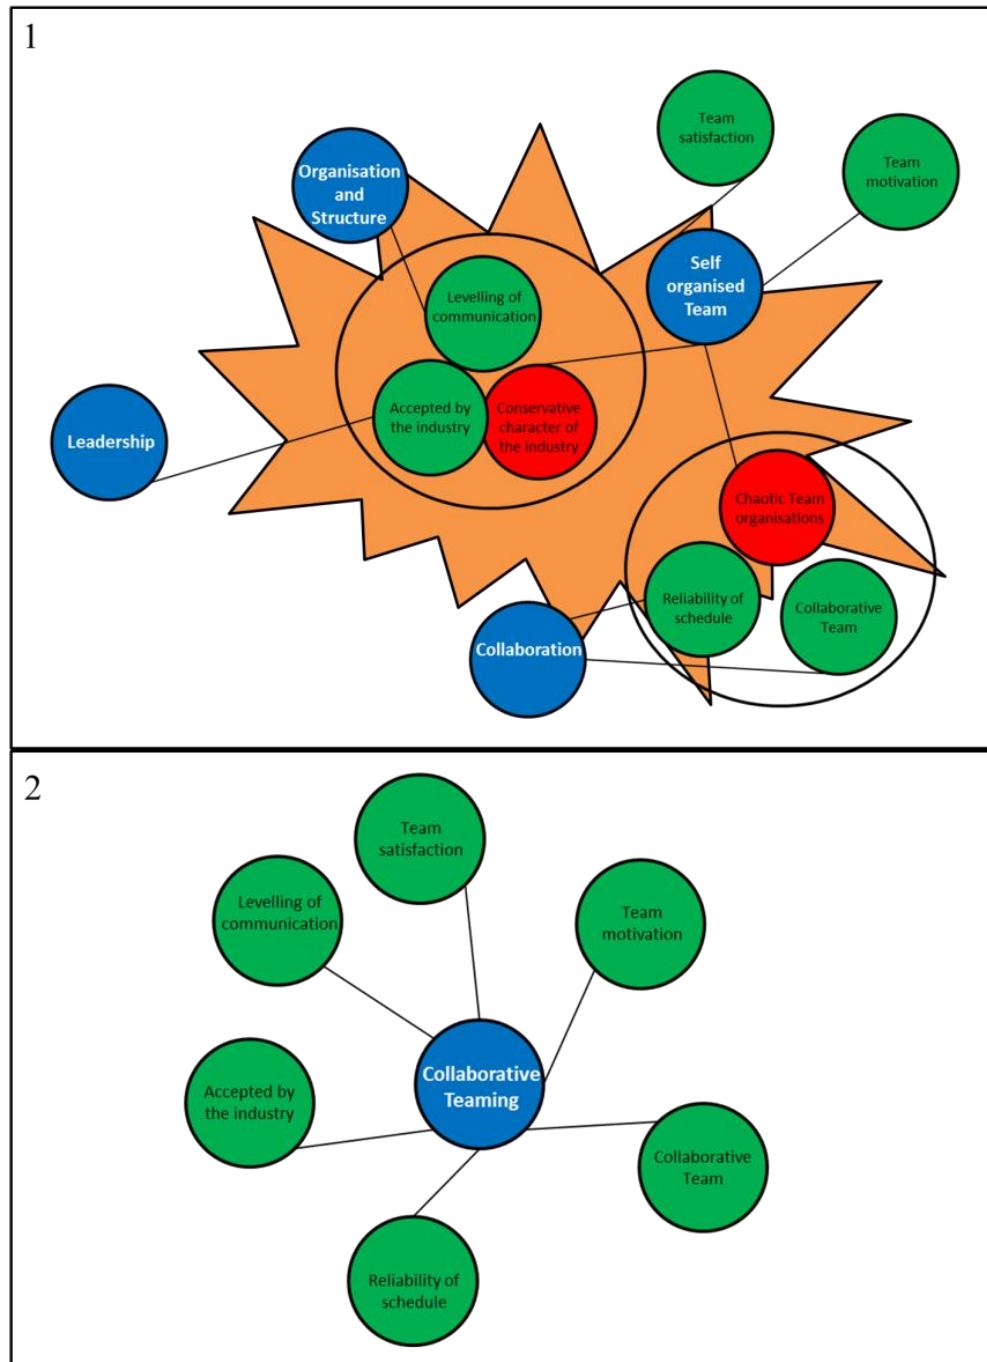 1
Team
satisfaction
Team
motivation
Organisation
and
Structure
Self
organised
Team
Levelling of
communication
Leadership
Accepted by
the industry
Conservative
character of
the industry
Chaotic Team
organisations
Reliability of
schedule
Collaborative
Team
Collaboration
2
Team
satisfaction
Levelling of
communication
Team
motivation
Collaborative
Teaming
Accepted by
the industry
Collaborative
Team
Reliability of
schedule